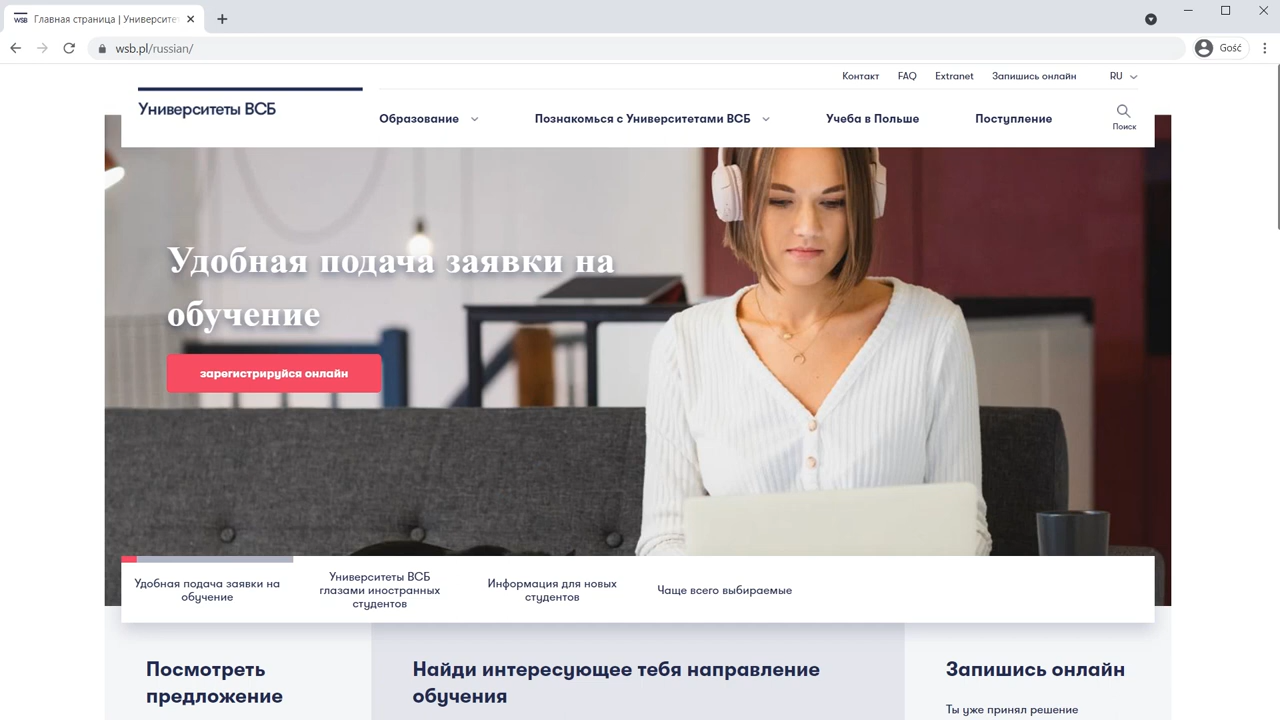 WSB
Главная страница | Университе
Gość
wsb.pl/russian/
Контакт FAQ Extranet Запишись онлайн RU
Университеты ВСБ
Образование Познакомься с Университетами ВСБ Учеба в Польше Поступление
Поиск
Удобная подача заявки на
обучение
зарегистрируйся онлайн
Удобная подача заявки на
обучение
Университеты ВСБ
глазами иностранных
студентов
Информация для новых
студентов
Чаще всего выбираемые
Посмотреть
предложение
Найди интересующее тебя направление
обучения
Запишись онлайн
Ты уже принял решение